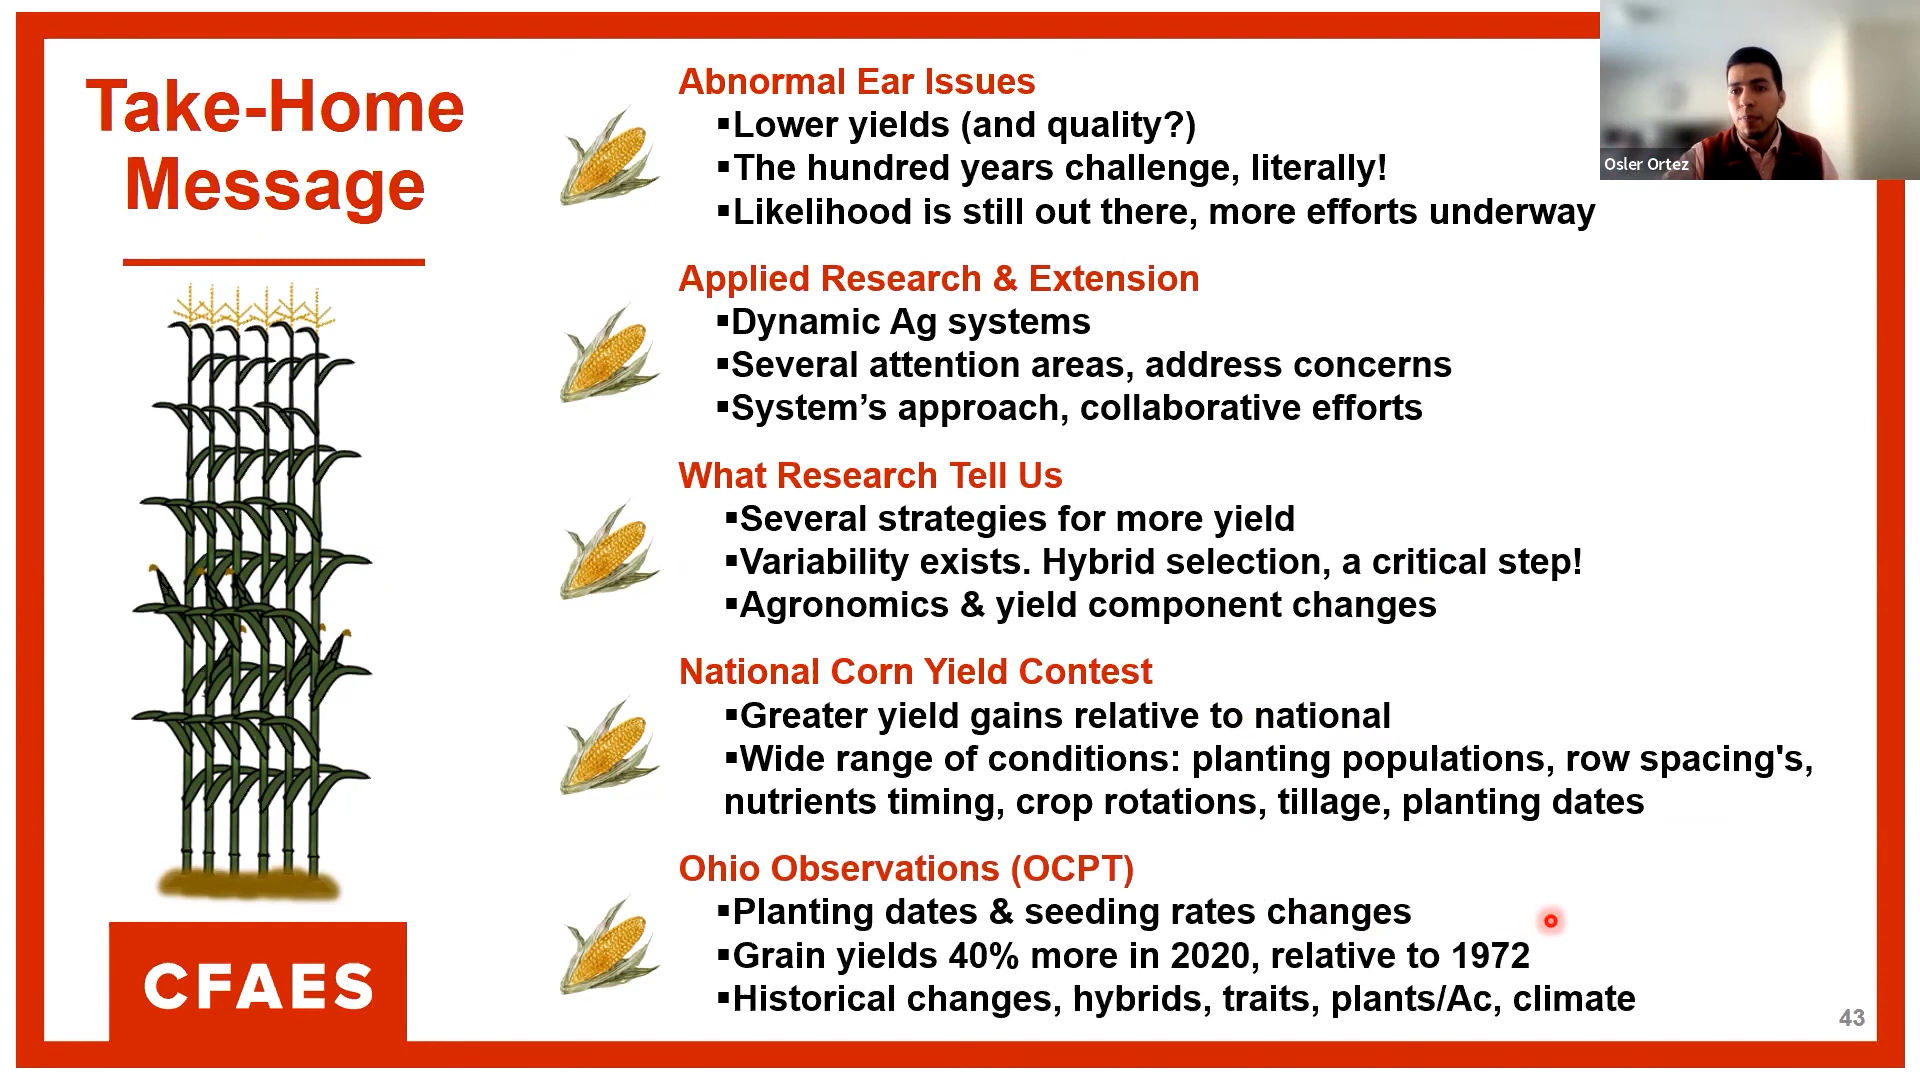 Take-Home
Message
Abnormal Ear Issues
▪Lower yields (and quality?)
▪The hundred years challenge, literally!
▪Likelihood is still out there, more efforts underway
Applied Research & Extension
▪Dynamic Ag systems
▪Several attention areas, address concerns
▪System’s approach, collaborative efforts
What Research Tell Us
▪Several strategies for more yield
▪Variability exists. Hybrid selection, a critical step!
▪Agronomics & yield component changes
National Corn Yield Contest
▪Greater yield gains relative to national
▪Wide range of conditions: planting populations, row spacing's,
nutrients timing, crop rotations, tillage, planting dates
Ohio Observations (OCPT)
▪Planting dates & seeding rates changes
▪Grain yields 40% more in 2020, relative to 1972
▪Historical changes, hybrids, traits, plants/Ac, climate
CFAES
43
Osler Ortez